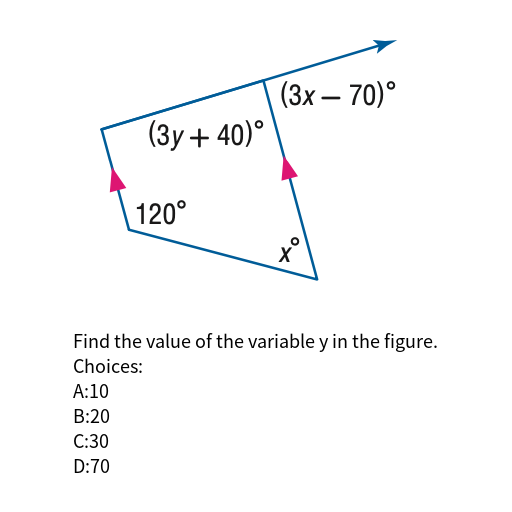 (3x – 70)°
(3y + 40)°
120°
x°
Find the value of the variable y in the figure.
Choices:
A:10
B:20
C:30
D:70